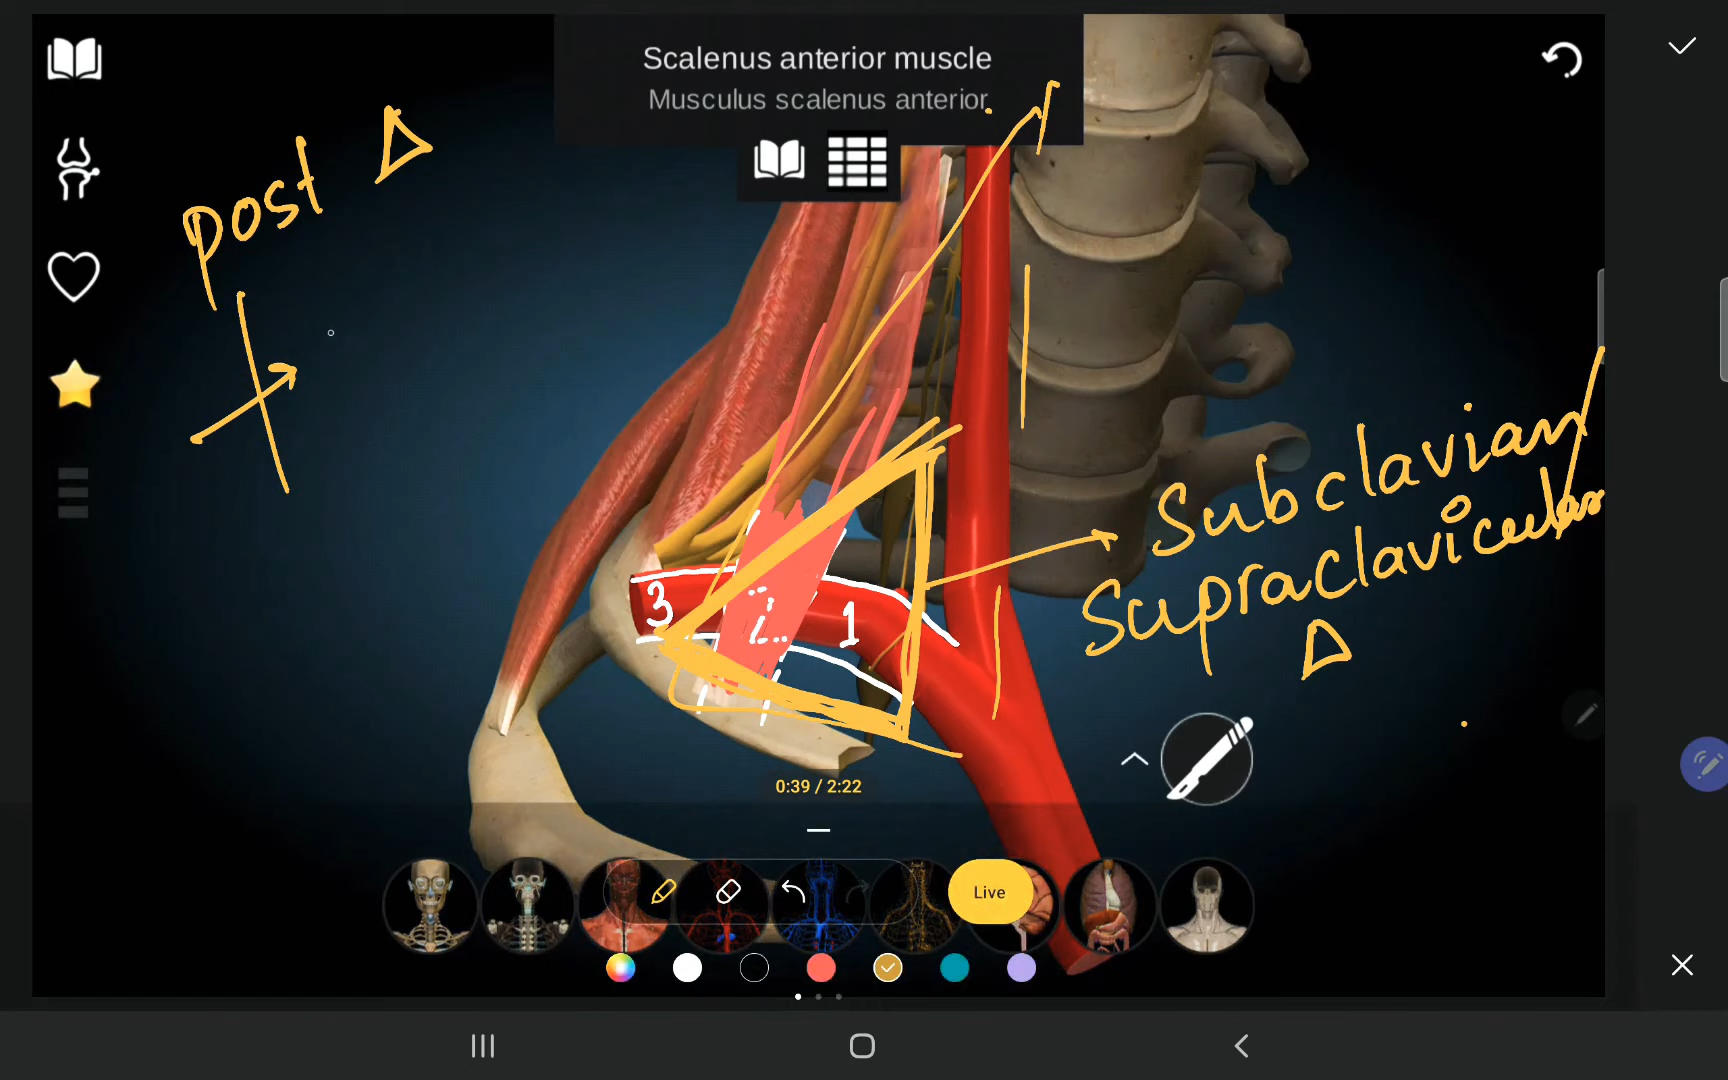 Scalenus anterior muscle
Musculus scalenus anterior
post Δ
Subclavian
Supraclavicular
Δ
3
2
1
0:39 / 2:22
Live